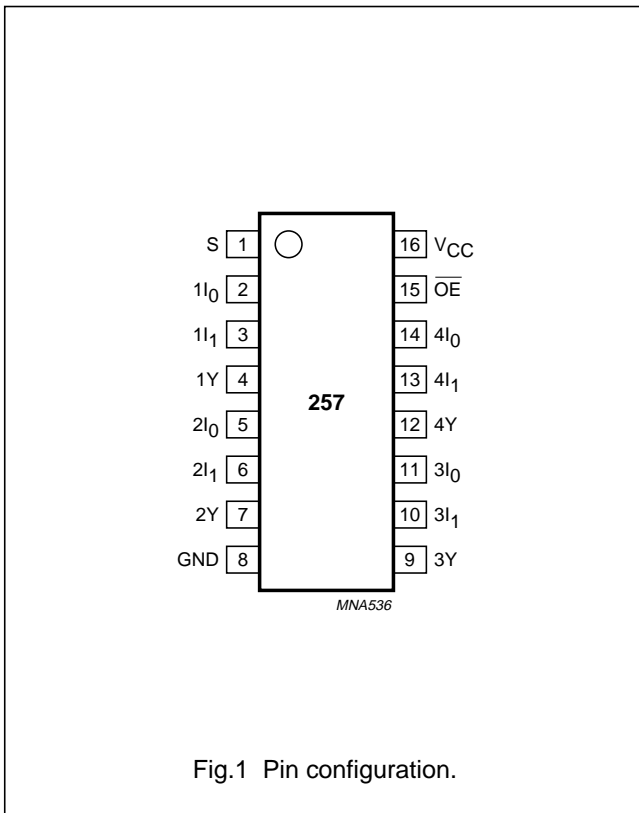 S 1 16 VCC
1I0 2 15 OE
1I1 3 14 4I0
1Y 4 13 4I1
257
2I0 5 12 4Y
2I1 6 11 3I0
2Y 7 10 3I1
GND 8 9 3Y
MNA536
Fig.1 Pin configuration.